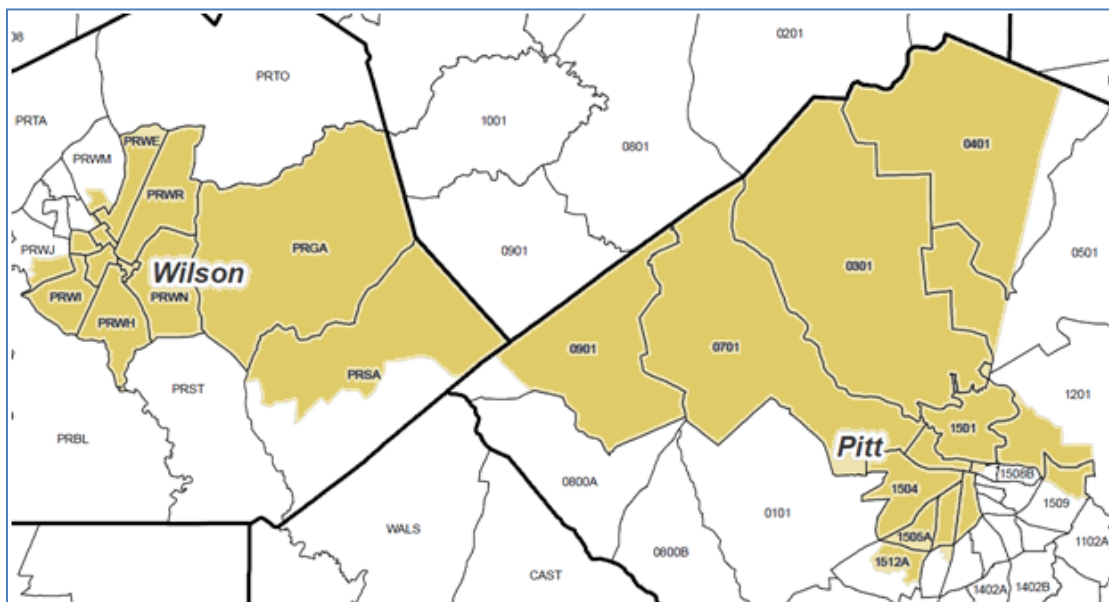 08
0201
PRTO
PRTA
1001
PRWE
PRWM
0801
0401
PRWR
PRWJ
PRGA
0901
0501
0301
Wilson
PRWI
PRWN
PRWH
0901
0701
PRSA
PRST
1201
1501
PRBL
Pitt
1508B
0800A
1504
1509
0101
WALS
1505A
1102A
0800B
1512A
CAST
1402A
1402B